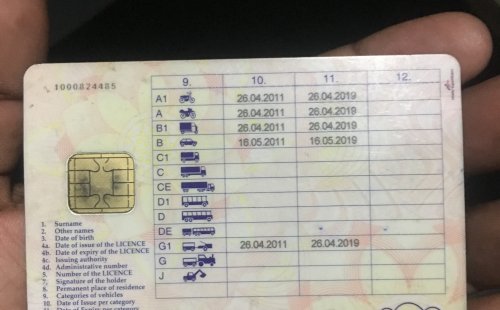 1000824485
9. 10. 11. 12.
A1 26.04.2011 26.04.2019
A 26.04.2011 26.04.2019
B1 26.04.2011 26.04.2019
B 16.05.2011 16.05.2019
C1
C
CE
D1
D
DE
G1 26.04.2011 26.04.2019
G
J
1. Surname
2. Other names
3. Date of birth
4a. Date of issue of the LICENCE
4b. Date of expiry of the LICENCE
4c. Issuing authority
4d. Administrative number
5. Number of the LICENCE
7. Signature of the holder
8. Permanent place of residence
9. Categories of vehicles
10. Date of Issue per category